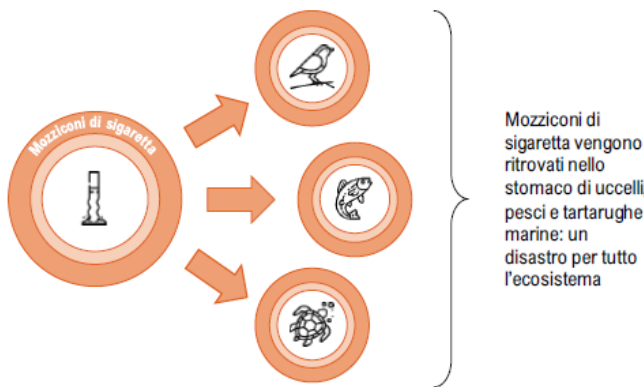 Mozziconi di sigaretta
Mozziconi di
sigaretta vengono
ritrovati nello
stomaco di uccelli,
pesci e tartarughe
marine: un
disastro per tutto
l'ecosistema